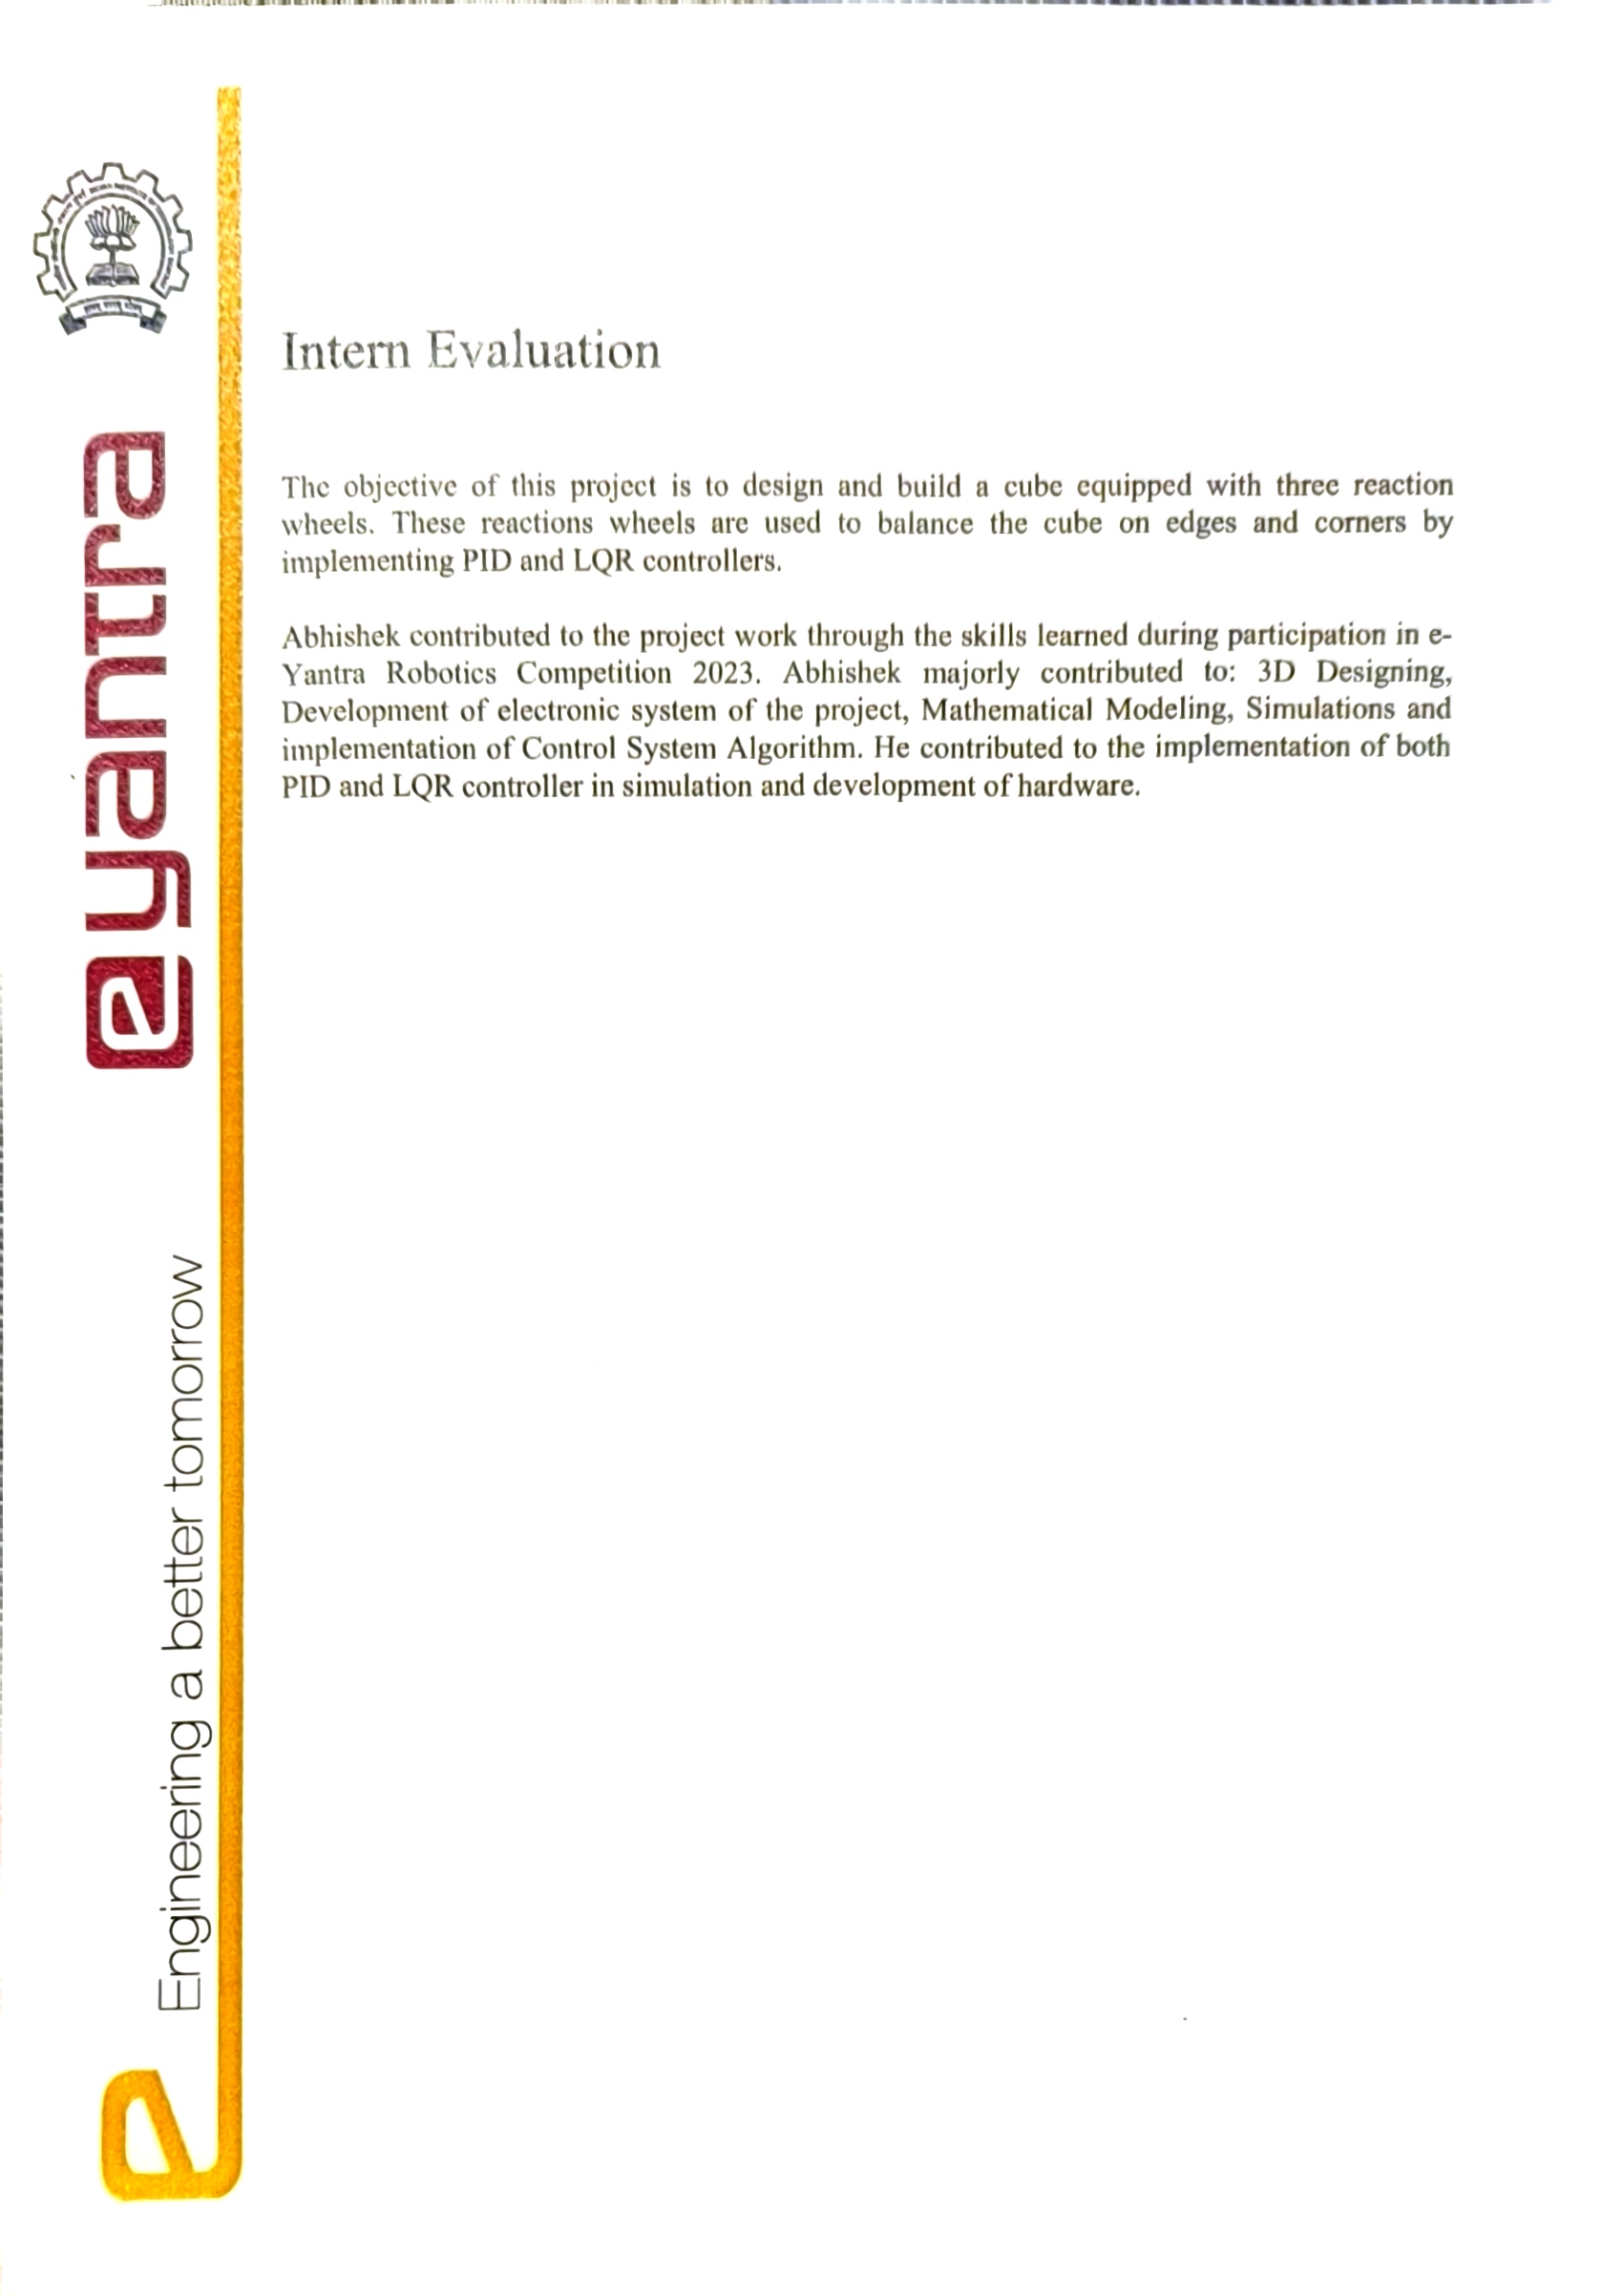 Intern Evaluation
The objective of this project is to design and build a cube equipped with three reaction
wheels. These reactions wheels are used to balance the cube on edges and corners by
implementing PID and LQR controllers.
Abhishek contributed to the project work through the skills learned during participation in e-
Yantra Robotics Competition 2023. Abhishek majorly contributed to: 3D Designing,
Development of electronic system of the project, Mathematical Modeling, Simulations and
implementation of Control System Algorithm. He contributed to the implementation of both
PID and LQR controller in simulation and development of hardware.
eyantra
Engineering a better tomorrow
e